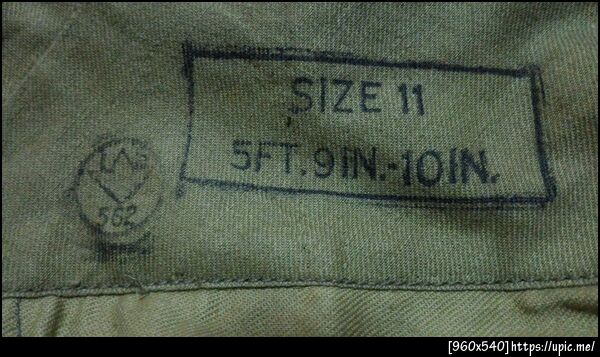 SIZE 11
5FT. 9IN.-10IN.
562
[960x540]https://upic.me/